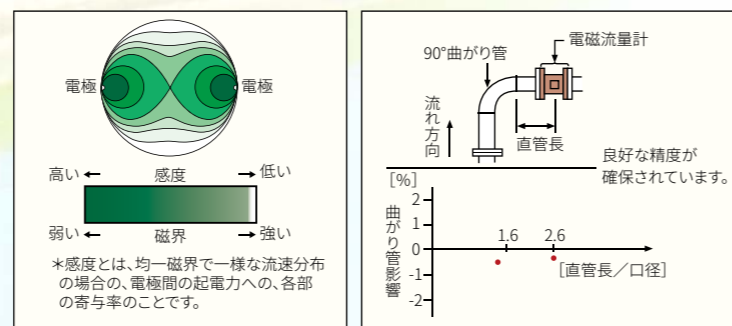 電極
電極
高い
感度
低い
弱い
磁界
強い
＊感度とは、均一磁界で一様な流速分布
の場合の、電極間の起電力への、各部
の寄与率のことです。
電磁流量計
90°曲がり管
流れ方向
直管長
良好な精度が
確保されています。
[%]
曲がり管影響
2
1
0
-1
-2
1.6
2.6
[直管長／口径]